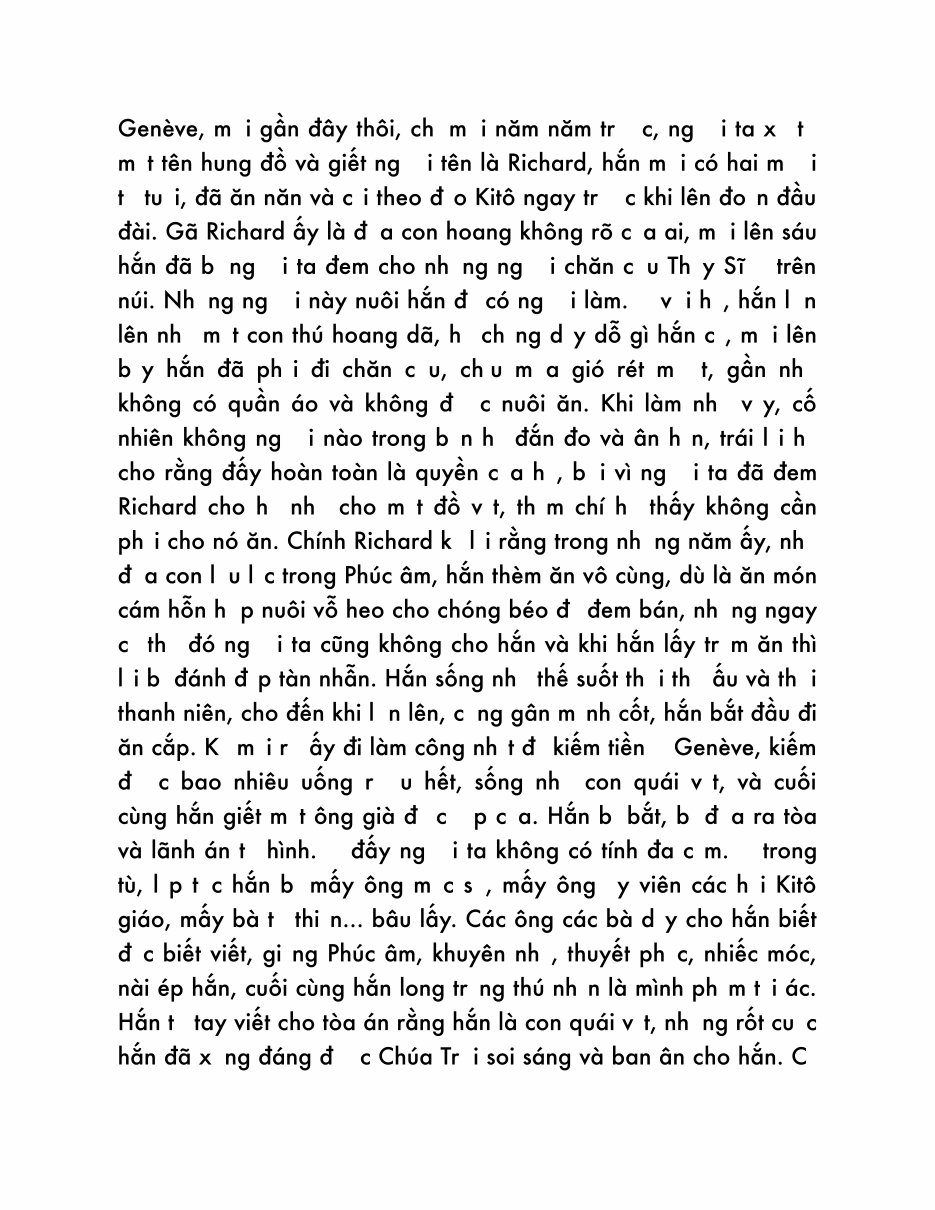 Genève, m i gần đây thôi, ch m i năm năm tr c, ng i ta x t
m t tên hung đồ và giết ng i tên là Richard, hắn m i có hai m i
t tu i, đã ăn năn và c i theo đ o Kitô ngay tr c khi lên đo n đầu
đài. Gã Richard ấy là đ a con hoang không rõ c a ai, m i lên sáu
hắn đã b ng i ta đem cho nh ng ng i chăn c u Th y Sĩ trên
núi. Nh ng ng i này nuôi hắn đ có ng i làm. v i h , hắn l n
lên nh m t con thú hoang dã, h ch ng d y dỗ gì hắn c , m i lên
b y hắn đã ph i đi chăn c u, ch u m a gió rét m t, gần nh
không có quần áo và không đ c nuôi ăn. Khi làm nh v y, cố
nhiên không ng i nào trong b n h đắn đo và ân h n, trái l i h
cho rằng đấy hoàn toàn là quyền c a h , b i vì ng i ta đã đem
Richard cho h nh cho m t đồ v t, th m chí h thấy không cần
ph i cho nó ăn. Chính Richard k l i rằng trong nh ng năm ấy, nh
đ a con l u l c trong Phúc âm, hắn thèm ăn vô cùng, dù là ăn món
cám hỗn h p nuôi vỗ heo cho chóng béo đ đem bán, nh ng ngay
c th đó ng i ta cũng không cho hắn và khi hắn lấy tr m ăn thì
l i b đánh đ p tàn nhẫn. Hắn sống nh thế suốt th i th ấu và th i
thanh niên, cho đến khi l n lên, c ng gân m nh cốt, hắn bắt đầu đi
ăn cắp. K m i r ấy đi làm công nh t đ kiếm tiền Genève, kiếm
đ c bao nhiêu uống r u hết, sống nh con quái v t, và cuối
cùng hắn giết m t ông già đ c p c a. Hắn b bắt, b đ a ra tòa
và lãnh án t hình. đấy ng i ta không có tính đa c m. trong
tù, l p t c hắn b mấy ông m c s , mấy ông y viên các h i Kitô
giáo, mấy bà t thi n... bâu lấy. Các ông các bà d y cho hắn biết
đ c biết viết, gi ng Phúc âm, khuyên nh , thuyết ph c, nhiếc móc,
nài ép hắn, cuối cùng hắn long tr ng thú nh n là mình ph m t i ác.
Hắn t tay viết cho tòa án rằng hắn là con quái v t, nh ng rốt cu c
hắn đã x ng đáng đ c Chúa Tr i soi sáng và ban ân cho hắn. C